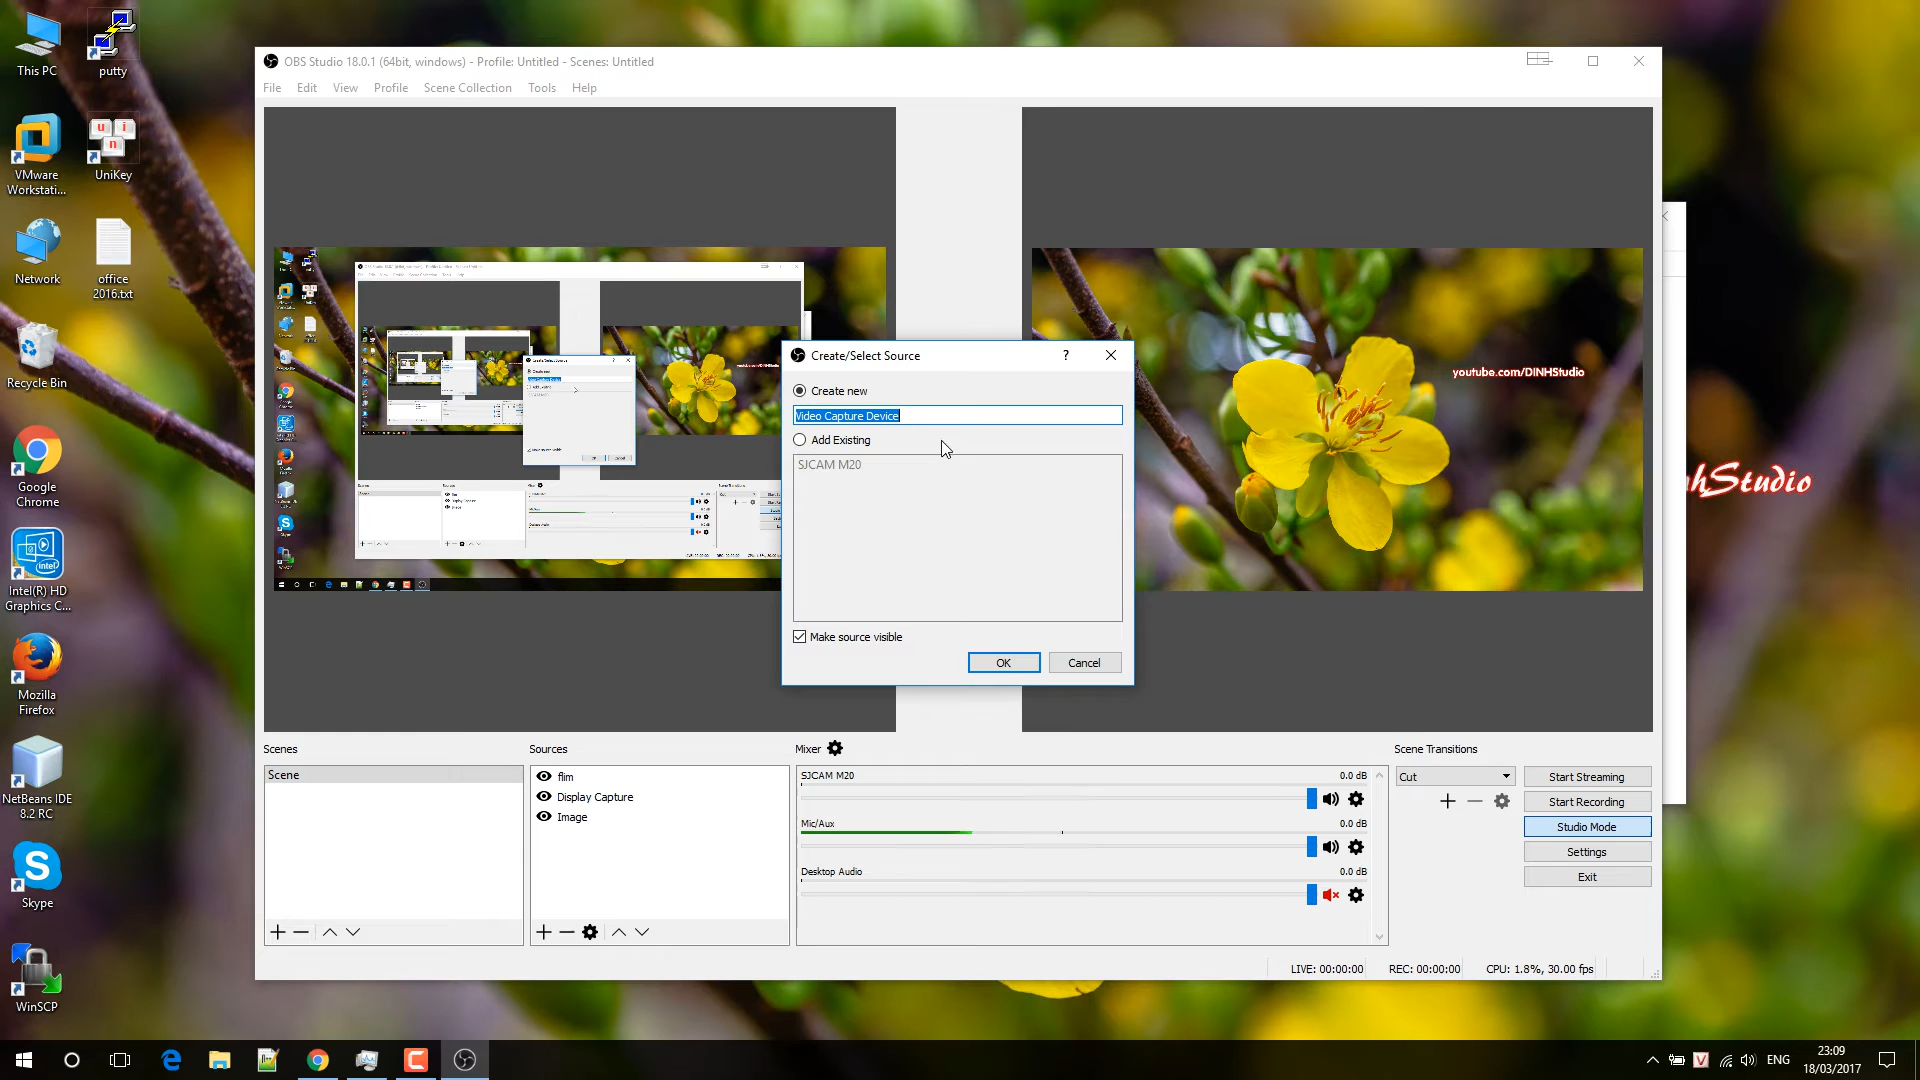 This PC
putty
VMware
Workstati...
UniKey
Network
office
2016.txt
Recycle Bin
Google
Chrome
Intel(R) HD
Graphics C...
Mozilla
Firefox
NetBeans IDE
8.2 RC
Skype
WinSCP
OBS Studio 18.0.1 (64bit, windows) - Profile: Untitled - Scenes: Untitled
File Edit View Profile Scene Collection Tools Help
youtube.com/DINHStudio
nhStudio
Create/Select Source
?
Create new
Video Capture Device
Add Existing
SJCAM M20
Make source visible
OK
Cancel
Scenes
Scene
Sources
flim
Display Capture
Image
Mixer
SJCAM M20
0.0 dB
Mic/Aux
0.0 dB
Desktop Audio
0.0 dB
Scene Transitions
Cut
Start Streaming
Start Recording
Studio Mode
Settings
Exit
LIVE: 00:00:00
REC: 00:00:00
CPU: 1.8%, 30.00 fps
ENG
23:09
18/03/2017